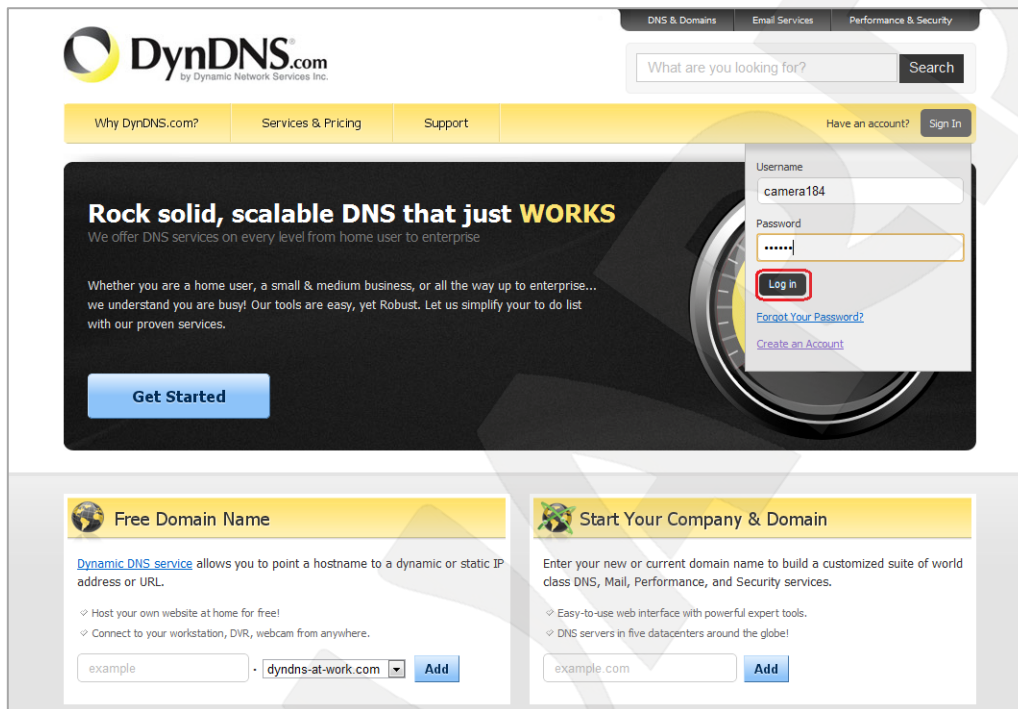 DNS & Domains Email Services Performance & Security
DynDNS.com
by Dynamic Network Services Inc.
What are you looking for? Search
Why DynDNS.com? Services & Pricing Support Have an account? Sign In
Username
camera184
Password
••••••
Log in
Forgot Your Password?
Create an Account
Rock solid, scalable DNS that just WORKS
We offer DNS services on every level from home user to enterprise
Whether you are a home user, a small & medium business, or all the way up to enterprise...
we understand you are busy! Our tools are easy, yet Robust. Let us simplify your to do list
with our proven services.
Get Started
Free Domain Name
Dynamic DNS service allows you to point a hostname to a dynamic or static IP
address or URL.
Host your own website at home for free!
Connect to your workstation, DVR, webcam from anywhere.
example . dyndns-at-work.com Add
Start Your Company & Domain
Enter your new or current domain name to build a customized suite of world
class DNS, Mail, Performance, and Security services.
Easy-to-use web interface with powerful expert tools.
DNS servers in five datacenters around the globe!
example.com Add